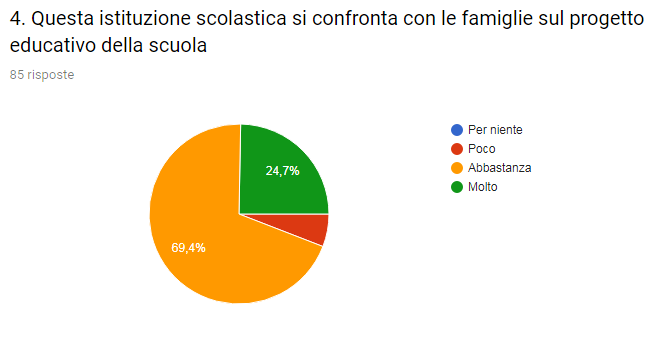 4. Questa istituzione scolastica si confronta con le famiglie sul progetto
educativo della scuola
85 risposte
Per niente
Poco
Abbastanza
Molto
24,7%
69,4%